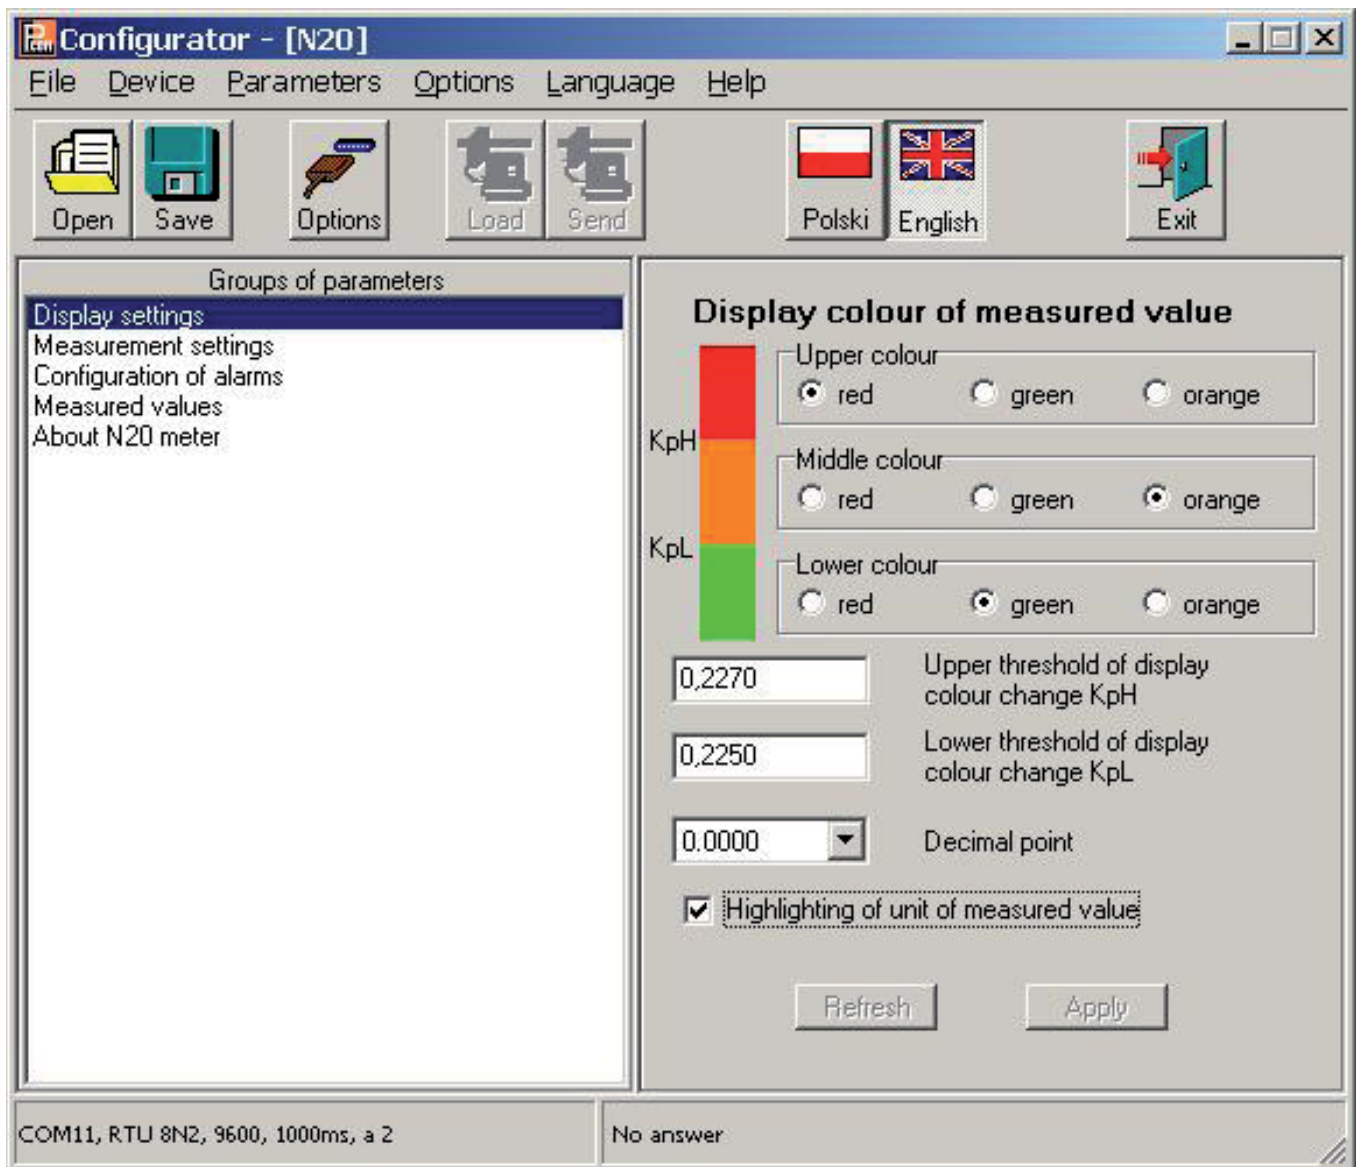 Configurator - [N20]
File Device Parameters Options Language Help
Open Save Options Load Send Polski English Exit
Groups of parameters
Display settings
Measurement settings
Configuration of alarms
Measured values
About N20 meter
Display colour of measured value
Upper colour
red green orange
KpH
Middle colour
red green orange
KpL
Lower colour
red green orange
0,2270 Upper threshold of display
colour change KpH
0,2250 Lower threshold of display
colour change KpL
0.0000 Decimal point
Highlighting of unit of measured value
Refresh Apply
COM11, RTU 8N2, 9600, 1000ms, a 2 No answer